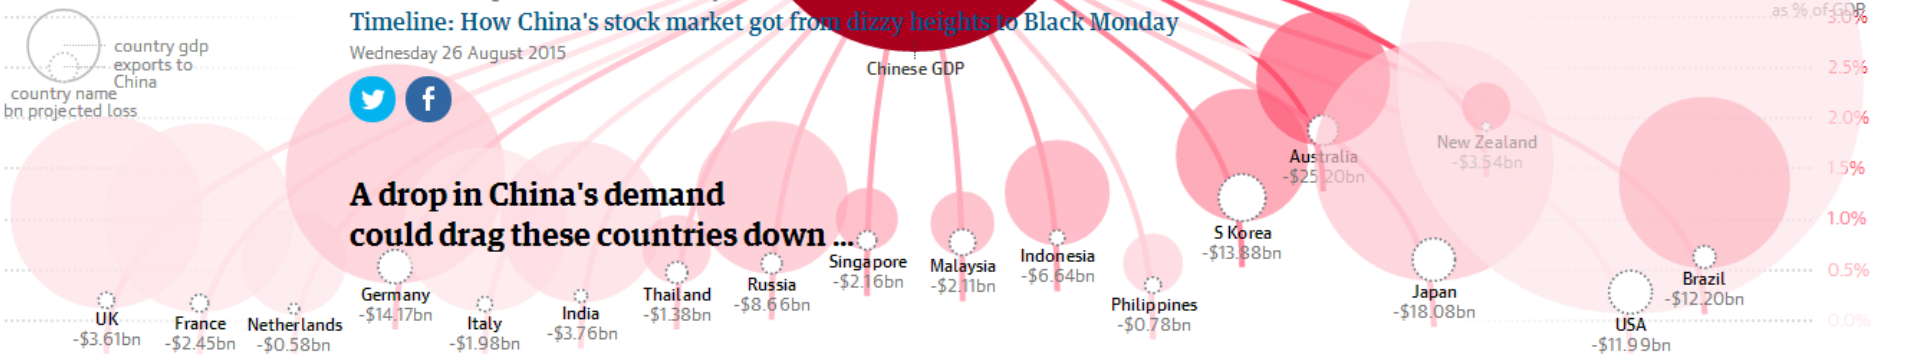 Timeline: How China's stock market got from dizzy heights to Black Monday
Wednesday 26 August 2015
country gdp
exports to
China
country name
bn projected loss
Chinese GDP
as % of GDP
3.0%
2.5%
2.0%
1.5%
1.0%
0.5%
0.0%
A drop in China's demand
could drag these countries down ...
UK
-$3.61bn
France
-$2.45bn
Netherlands
-$0.58bn
Germany
-$14.17bn
Italy
-$1.98bn
India
-$3.76bn
Thailand
-$1.38bn
Russia
-$8.66bn
Singapore
-$2.16bn
Malaysia
-$2.11bn
Indonesia
-$6.64bn
Philippines
-$0.78bn
S Korea
-$13.88bn
Australia
-$25.20bn
Japan
-$18.08bn
New Zealand
-$3.54bn
USA
-$11.99bn
Brazil
-$12.20bn